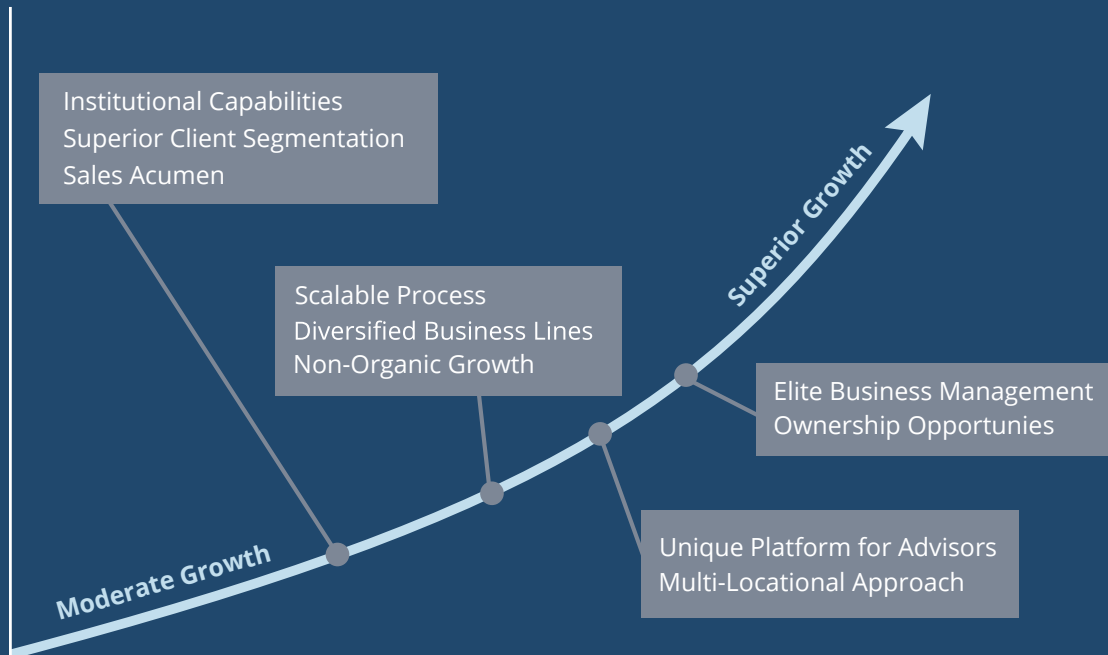 Institutional Capabilities
Superior Client Segmentation
Sales Acumen
Superior Growth
Scalable Process
Diversified Business Lines
Non-Organic Growth
Elite Business Management
Ownership Opportunies
Unique Platform for Advisors
Multi-Locational Approach
Moderate Growth